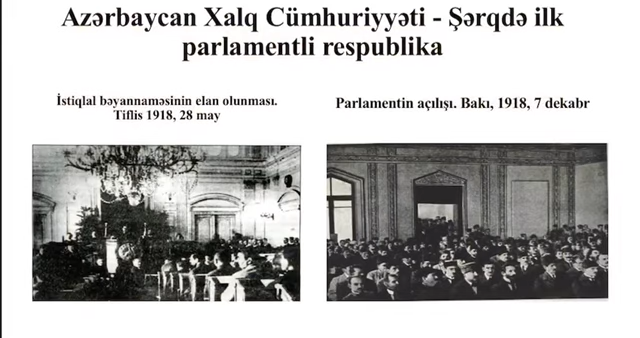 Azərbaycan Xalq Cümhuriyyəti - Şərqdə ilk
parlamentli respublika
İstiqlal bəyannaməsinin elan olunması.
Tiflis 1918, 28 may
Parlamentin açılışı. Bakı, 1918, 7 dekabr